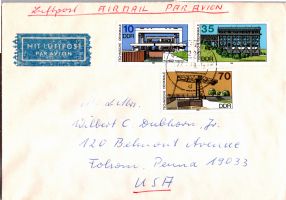 Luftpost AIRMAIL PAR AVION
MIT LUFTPOST
PAR AVION
10
DDR
35
DDR
70
DDR
Wilbert C. Dubhorn, Jr.
120 Belmont Avenue
Folsom, Penna 19033
USA